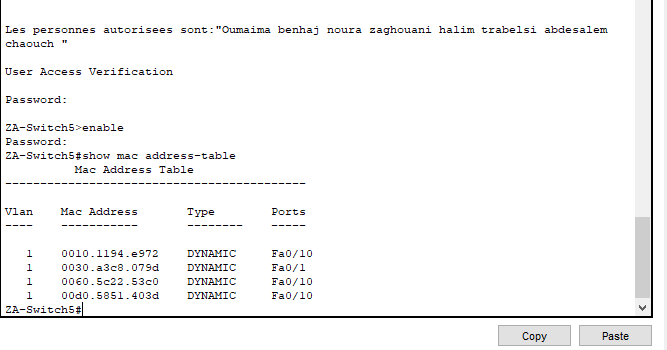 Les personnes autorisees sont:"Oumaima benhaj noura zaghouani halim trabelsi abdesalem
chaouch "
User Access Verification
Password:
ZA-Switch5>enable
Password:
ZA-Switch5#show mac address-table
Mac Address Table
-------------------------------------------
Vlan    Mac Address       Type        Ports
----    -----------       --------    -----
1    0010.1194.e972    DYNAMIC     Fa0/10
1    0030.a3c8.079d    DYNAMIC     Fa0/1
1    0060.5c22.53c0    DYNAMIC     Fa0/10
1    00d0.5851.403d    DYNAMIC     Fa0/10
ZA-Switch5#
Copy    Paste